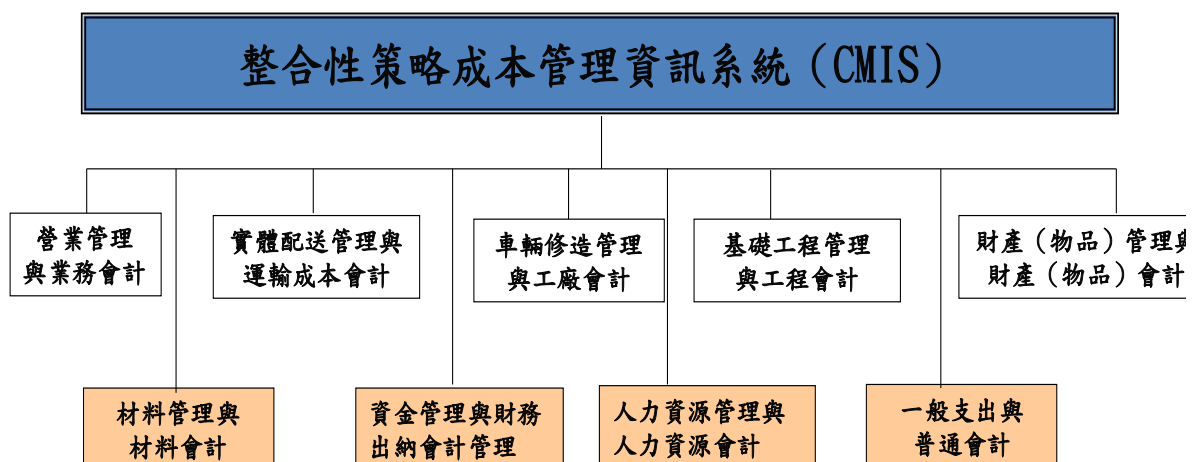 整合性策略成本管理資訊系統（CMIS）
營業管理
與業務會計
實體配送管理與
運輸成本會計
車輛修造管理
與工廠會計
基礎工程管理
與工程會計
財產（物品）管理與
財產（物品）會計
材料管理與
材料會計
資金管理與財務
出納會計管理
人力資源管理與
人力資源會計
一般支出與
普通會計